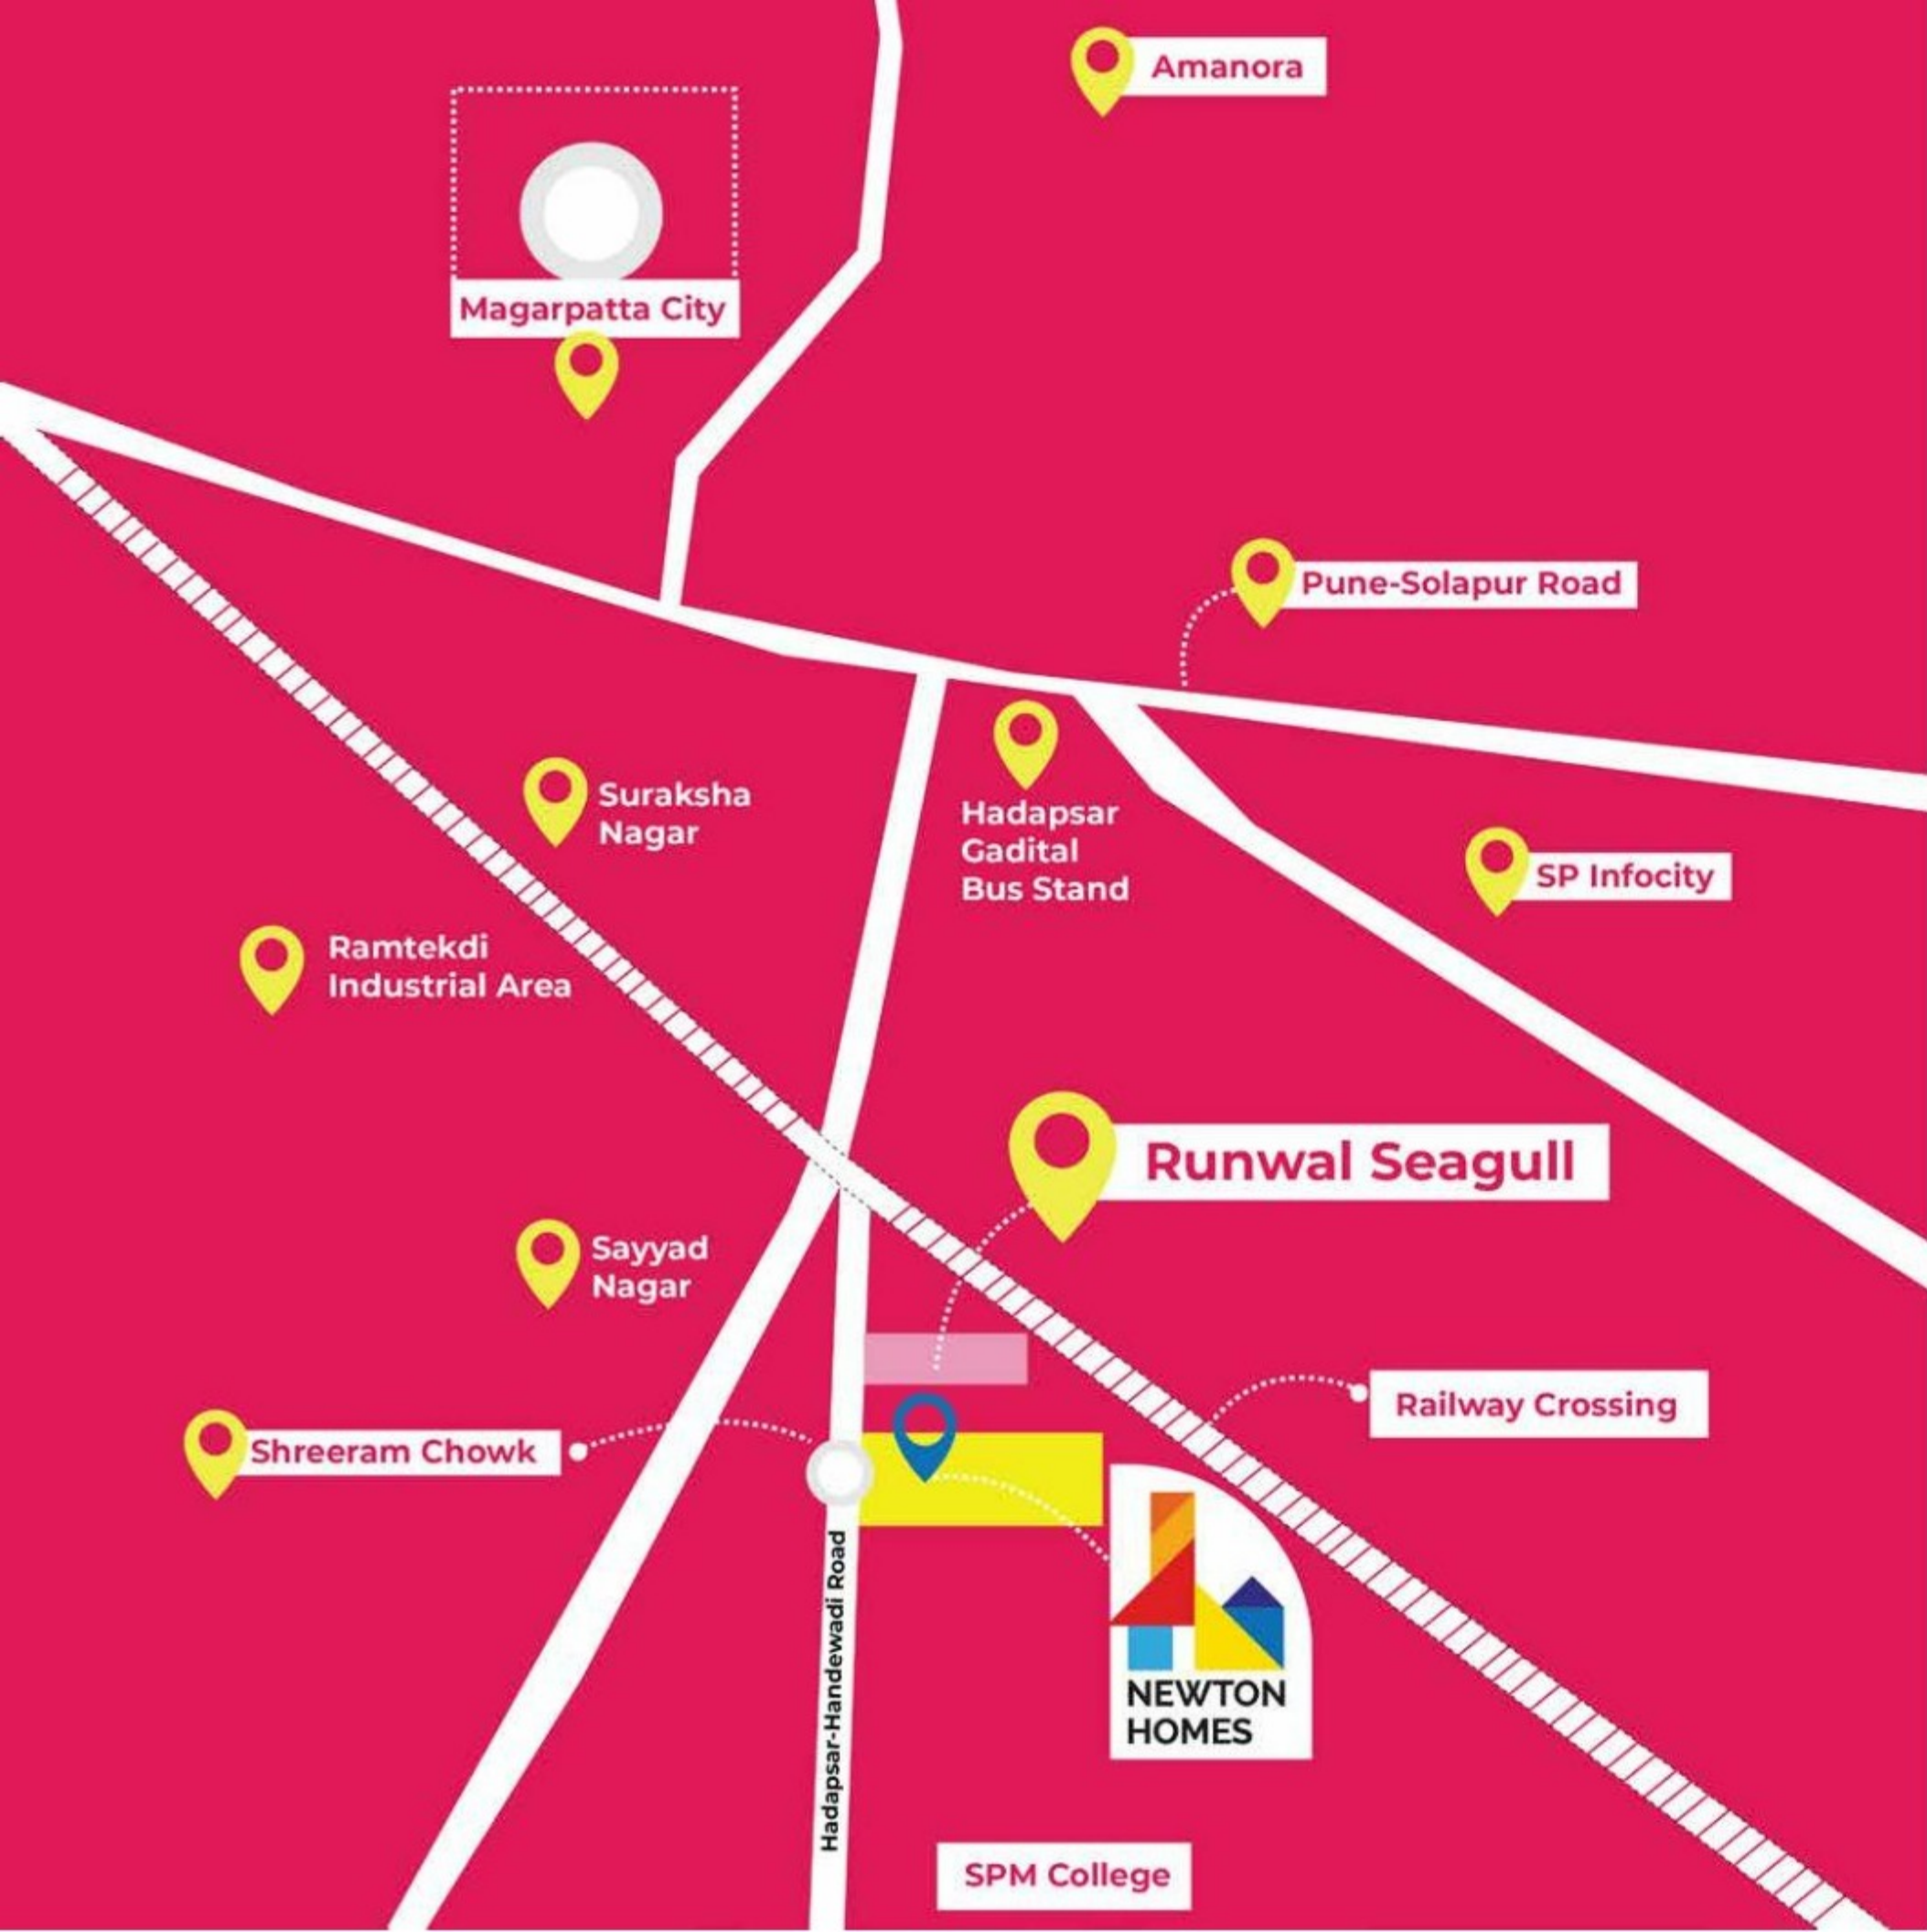 Amanora
Magarpatta City
Pune-Solapur Road
Suraksha
Nagar
Hadapsar
Gadital
Bus Stand
SP Infocity
Ramtekdi
Industrial Area
Runwal Seagull
Sayyad
Nagar
Railway Crossing
Shreeram Chowk
Hadapsar-Handewadi Road
NEWTON
HOMES
SPM College